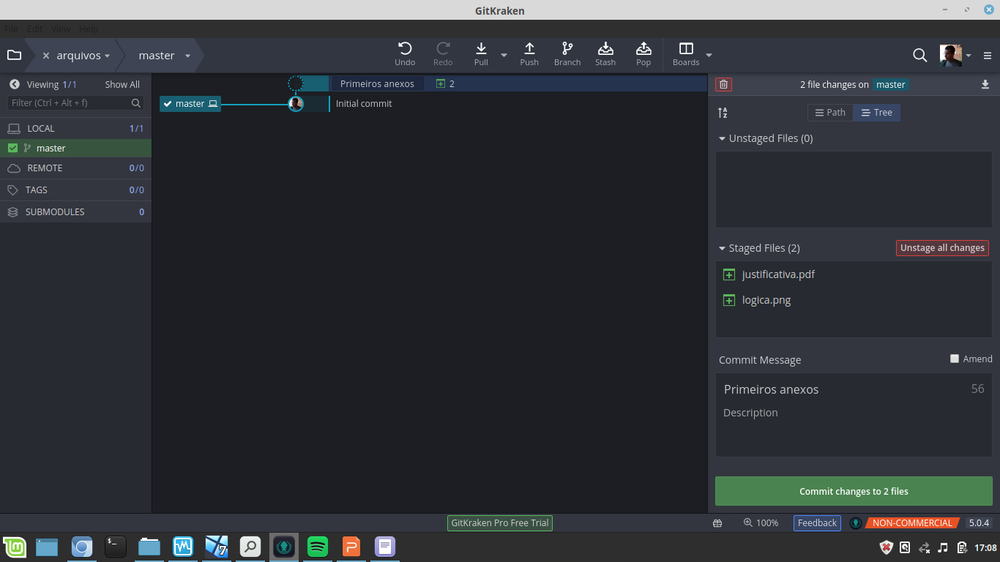 GitKraken
File Edit View Help
arquivos master Undo Redo Pull Push Branch Stash Pop Boards
Viewing 1/1 Show All
Filter (Ctrl + Alt + f)
LOCAL 1/1
master
REMOTE 0/0
TAGS 0/0
SUBMODULES 0
Primeiros anexos 2
master Initial commit
2 file changes on master
Path Tree
Unstaged Files (0)
Staged Files (2) Unstage all changes
justificativa.pdf
logica.png
Commit Message Amend
Primeiros anexos 56
Description
Commit changes to 2 files
GitKraken Pro Free Trial 100% Feedback NON-COMMERCIAL 5.0.4
$_ 7 P 17:08